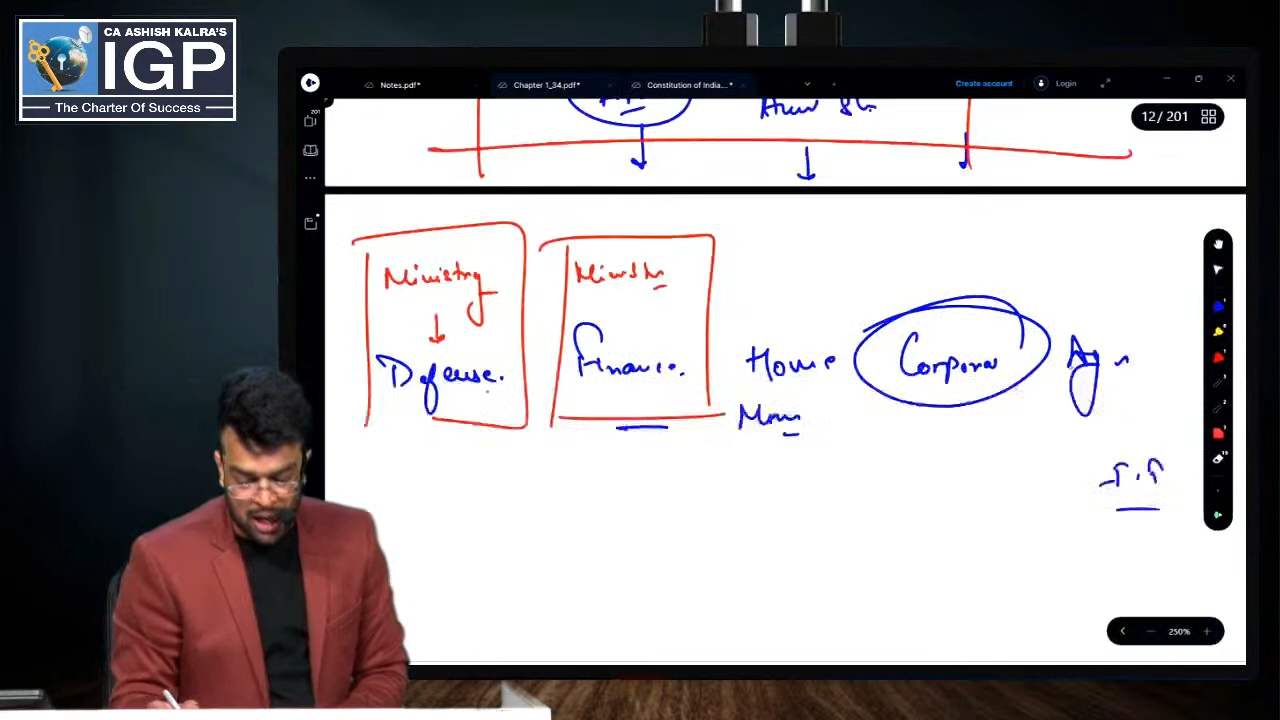 CA ASHISH KALRA'S
IGP
The Charter Of Success
Notes.pdf*
Chapter 1_34.pdf*
Constitution of India....*
Create account
Login
12/ 201
201
Ministry
Defense.
Finance.
Home
Corpora
250%